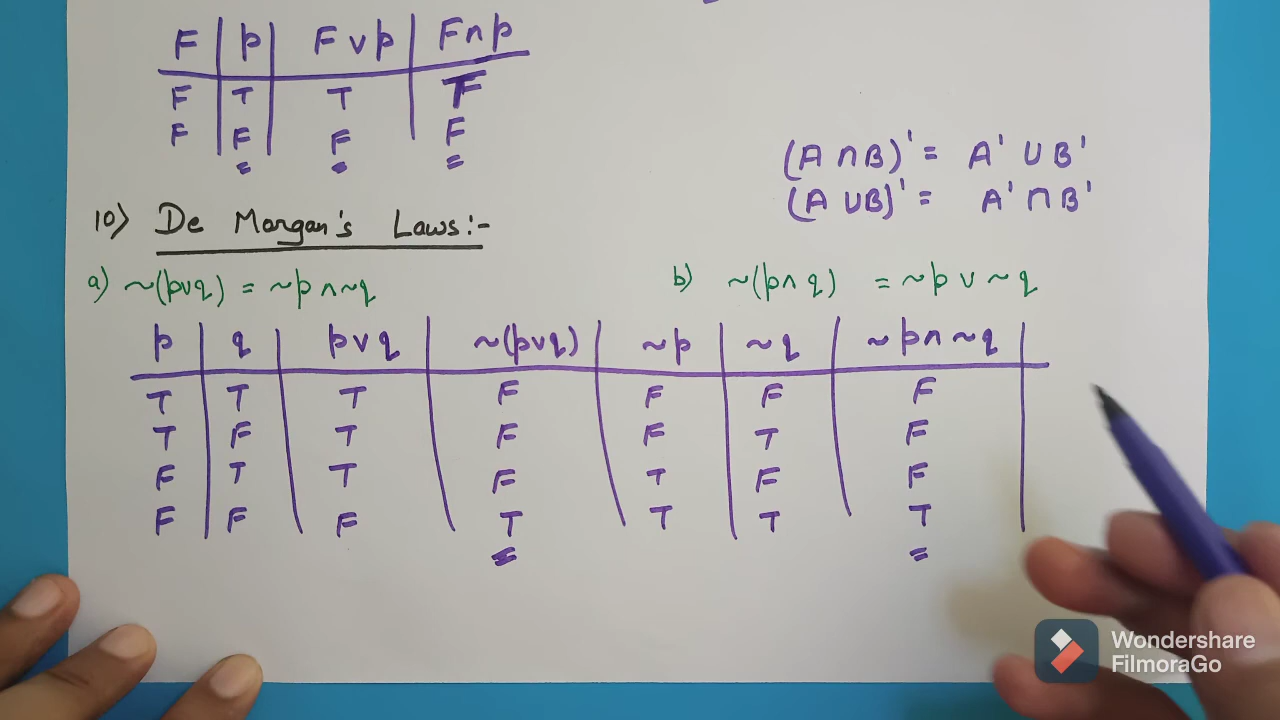 F | p | F ∨ p | F ∩ p
F | T | T | F
F | F | F | F
(A ∩ B)' = A' ∪ B'
(A ∪ B)' = A' ∩ B'
10) De Morgan's Laws:-
a) ~(p∨q) = ~p ∧ ~q b) ~(p∧q) = ~p ∨ ~q
p | q | p ∨ q | ~(p∨q) | ~p | ~q | ~p ∧ ~q
T | T | T | F | F | F | F
T | F | T | F | F | T | F
F | T | T | F | T | F | F
F | F | F | T | T | T | T
Wondershare
FilmoraGo